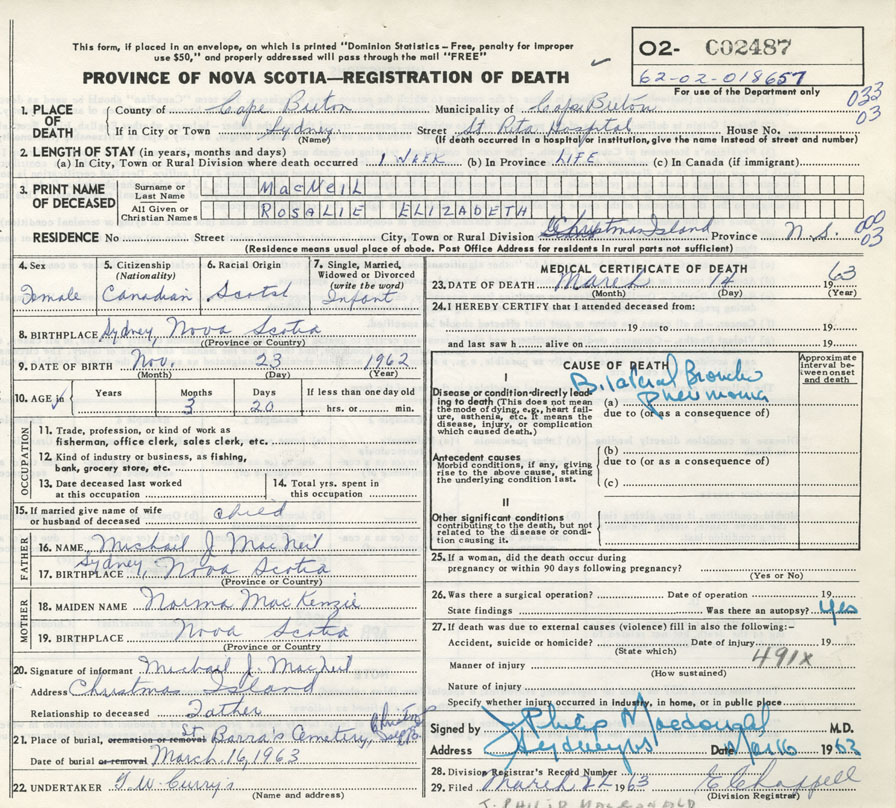 This form, if placed in an envelope, on which is printed "Dominion Statistics - Free, penalty for improper
use $50," and properly addressed will pass through the mail "FREE"
PROVINCE OF NOVA SCOTIA—REGISTRATION OF DEATH
O2- C02487
62-02-018657
For use of the Department only
033
03
1. PLACE OF DEATH
County of Cape Breton Municipality of Cape Breton
If in City or Town Sydney (Name) Street St Rita Hospital House No.
(If death occurred in a hospital or institution, give the name instead of street and number)
2. LENGTH OF STAY (in years, months and days)
(a) In City, Town or Rural Division where death occurred 1 Week (b) In Province LIFE (c) In Canada (if immigrant)
3. PRINT NAME OF DECEASED
Surname or Last Name MacNeil
All Given or Christian Names ROSALIE ELIZABETH
RESIDENCE No Street City, Town or Rural Division Christmas Island Province N.S.
000
03
(Residence means usual place of abode. Post Office Address for residents in rural parts not sufficient)
4. Sex
Female
5. Citizenship (Nationality)
Canadian
6. Racial Origin
Scotch
7. Single, Married, Widowed or Divorced (write the word)
Infant
8. BIRTHPLACE Sydney, Nova Scotia
(Province or Country)
9. DATE OF BIRTH Nov. 23 1962
(Month) (Day) (Year)
10. AGE in Years Months Days If less than one day old
3 20 hrs. or min.
OCCUPATION
11. Trade, profession, or kind of work as fisherman, office clerk, sales clerk, etc.
12. Kind of industry or business, as fishing, bank, grocery store, etc.
13. Date deceased last worked at this occupation
14. Total yrs. spent in this occupation
15. If married give name of wife or husband of deceased child
FATHER
16. NAME Michael J MacNeil
17. BIRTHPLACE Sydney, Nova Scotia
(Province or Country)
MOTHER
18. MAIDEN NAME Norma MacKenzie
19. BIRTHPLACE Nova Scotia
(Province or Country)
20. Signature of informant Michael J. MacNeil
Address Christmas Island
Relationship to deceased Father
21. Place of burial, cremation or removal St. Barra's Cemetery, Christmas Island
Date of burial or removal March 16, 1963
22. UNDERTAKER T. W. Curry's
(Name and address)
MEDICAL CERTIFICATE OF DEATH
23. DATE OF DEATH March 14 1963
(Month) (Day) (Year)
24. I HEREBY CERTIFY that I attended deceased from:
19 to 19
and last saw h alive on 19
CAUSE OF DEATH
Approximate interval between onset and death
I
Disease or condition directly leading to death (This does not mean the mode of dying, e.g., heart failure, asthenia, etc. It means the disease, injury, or complication which caused death.)
(a) Bilateral Broncho Pneumonia
due to (or as a consequence of)
Antecedent causes
Morbid conditions, if any, giving rise to the above cause, stating the underlying condition last.
(b)
due to (or as a consequence of)
(c)
II
Other significant conditions
contributing to the death, but not related to the disease or condition causing it.
25. If a woman, did the death occur during pregnancy or within 90 days following pregnancy?
(Yes or No)
26. Was there a surgical operation? Date of operation 19
State findings Was there an autopsy? Yes
27. If death was due to external causes (violence) fill in also the following:—
Accident, suicide or homicide? Date of injury 19
(State which)
491X
Manner of injury
(How sustained)
Nature of injury
Specify whether injury occurred in Industry, in home, or in public place
Signed by J Philip Macdougal M.D.
Address Sydney NS Date 1963
28. Division Registrar's Record Number
29. Filed March 22 1963 E Chappell
(Division Registrar)